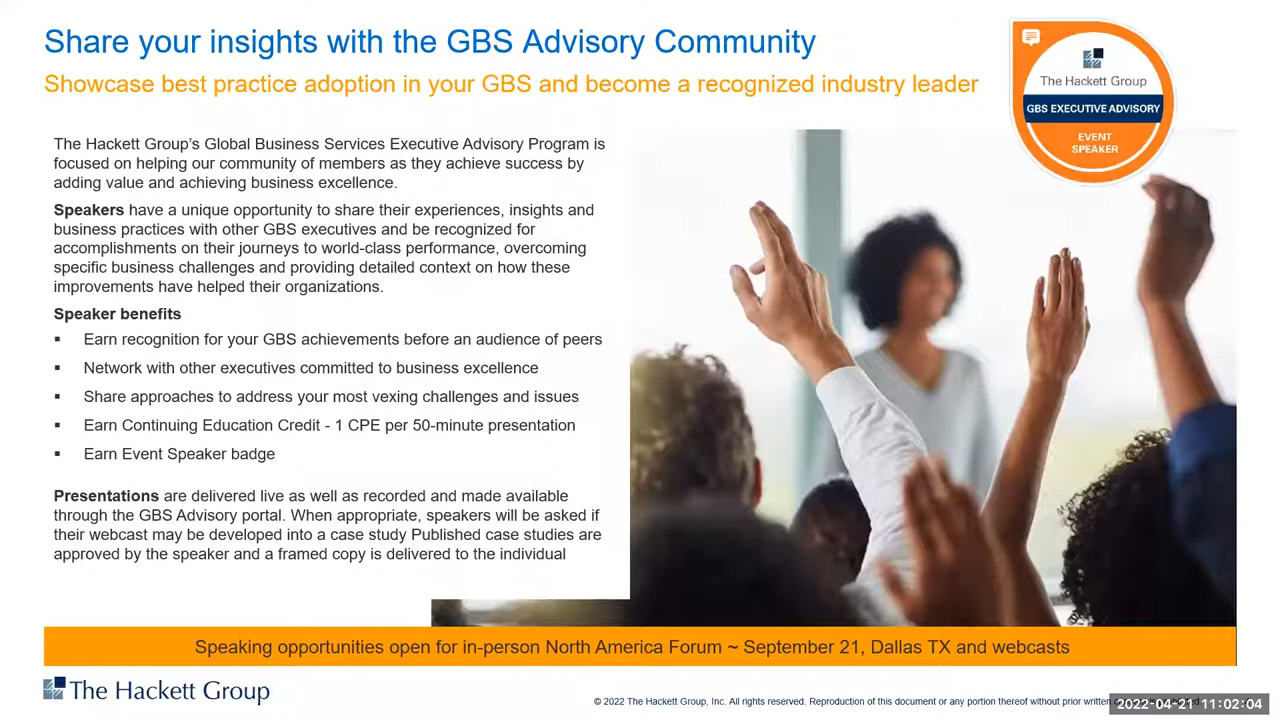 Share your insights with the GBS Advisory Community
Showcase best practice adoption in your GBS and become a recognized industry leader
The Hackett Group
GBS EXECUTIVE ADVISORY
EVENT
SPEAKER
The Hackett Group’s Global Business Services Executive Advisory Program is
focused on helping our community of members as they achieve success by
adding value and achieving business excellence.
Speakers have a unique opportunity to share their experiences, insights and
business practices with other GBS executives and be recognized for
accomplishments on their journeys to world-class performance, overcoming
specific business challenges and providing detailed context on how these
improvements have helped their organizations.
Speaker benefits
▪ Earn recognition for your GBS achievements before an audience of peers
▪ Network with other executives committed to business excellence
▪ Share approaches to address your most vexing challenges and issues
▪ Earn Continuing Education Credit - 1 CPE per 50-minute presentation
▪ Earn Event Speaker badge
Presentations are delivered live as well as recorded and made available
through the GBS Advisory portal. When appropriate, speakers will be asked if
their webcast may be developed into a case study Published case studies are
approved by the speaker and a framed copy is delivered to the individual
Speaking opportunities open for in-person North America Forum ~ September 21, Dallas TX and webcasts
The Hackett Group
© 2022 The Hackett Group, Inc. All rights reserved. Reproduction of this document or any portion thereof without prior written
2022-04-21 11:02:04